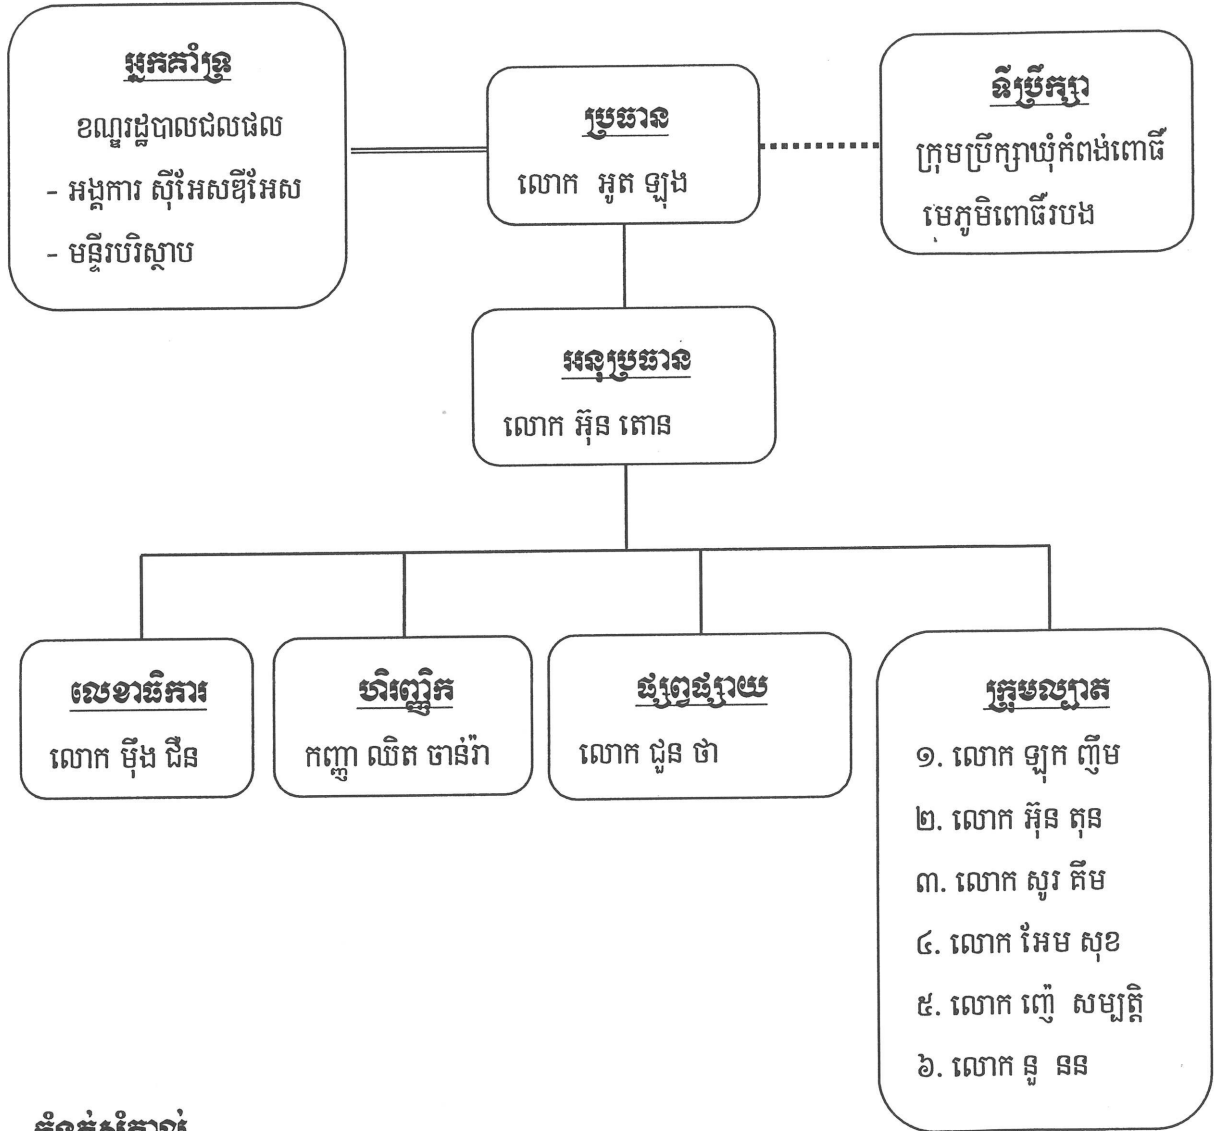 អ្នកគាំទ្រ
ខណ្ឌរដ្ឋបាលជលផល
- អង្គការ ស៊ីអែសឌីអែស
- មន្ទីរបរិស្ថាប
ប្រធាន
លោក អូត ឡុង
ទីប្រឹក្សា
ក្រុមប្រឹក្សាឃុំកំពង់ពោធិ៍
មេភូមិពោធិ៍របង
អនុប្រធាន
លោក អ៊ុន តោន
លេខាធិការ
លោក ម៉ឹង ជឺន
ហិរញ្ញិក
កញ្ញា ឈិត ចាន់រ៉ា
ផ្សព្វផ្សាយ
លោក ជួន ថា
ក្រុមល្បាត
១. លោក ឡុក ញឹម
២. លោក អ៊ុន តុន
៣. លោក សូរ គឹម
៤. លោក អែម សុខ
៥. លោក ញ៉េ សម្បត្តិ
៦. លោក នួ នន